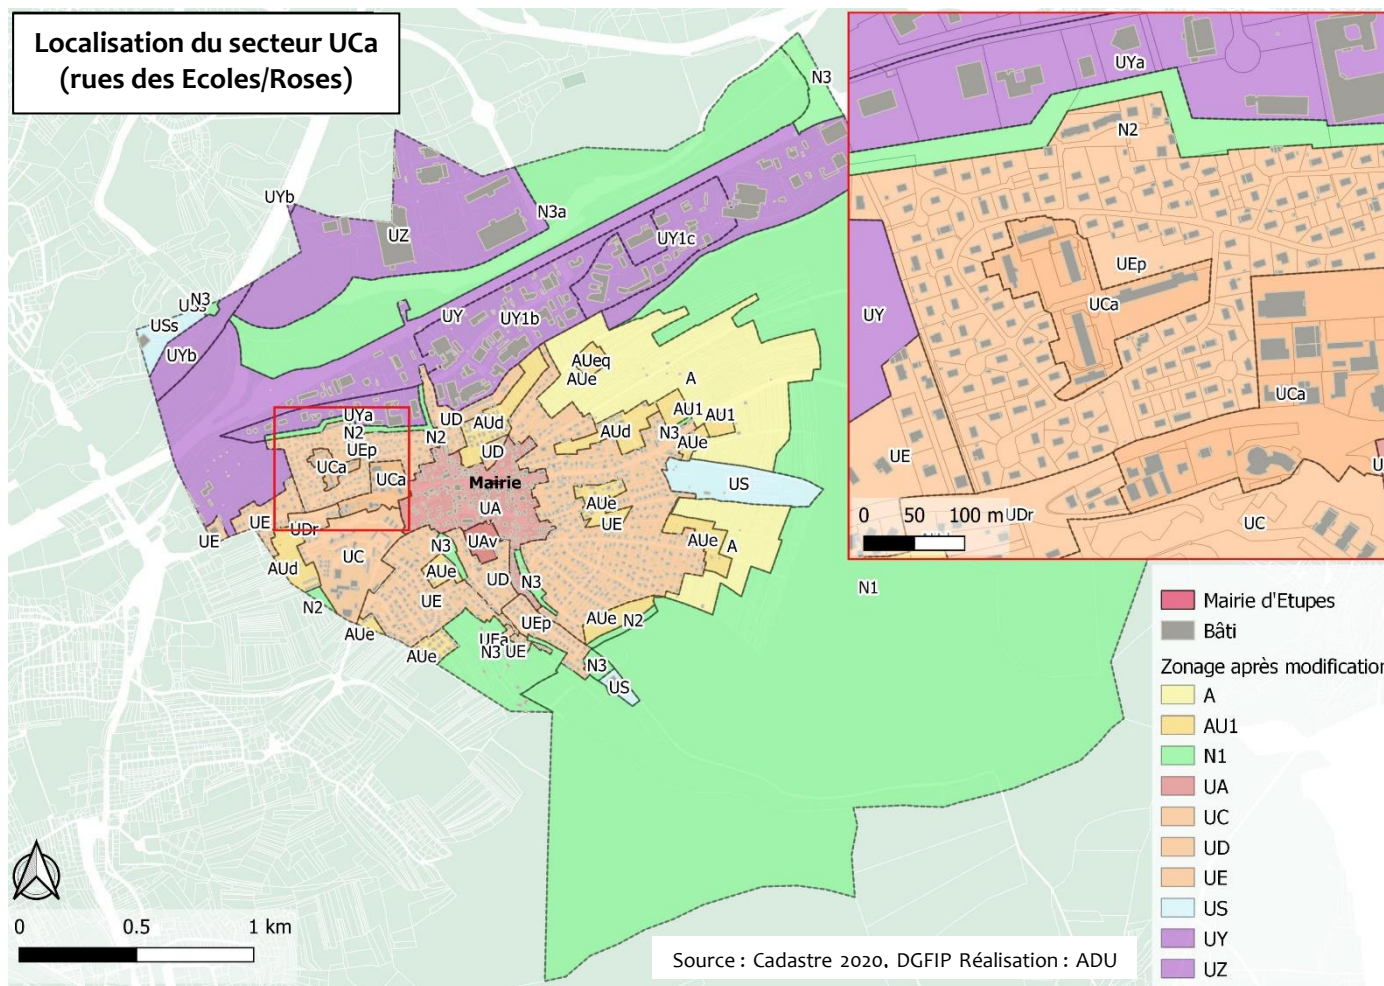 Localisation du secteur UCa
(rues des Ecoles/Roses)
N3
UYb
N3a
UZ
UY1c
N3
USs
UYb
UY
UY1b
AUeq
AUe
A
UYa
N2
UEp
UCa
UCa
N2
UD
AUd
UD
AU1
AU1
AUd
N3
AUe
Mairie
UA
US
AUe
UE
UE
UE
UDr
AUd
UC
N3
AUe
UAv
UD
N3
AUe
A
N2
UE
AUe
AUe
UEp
UEa
N3
UE
AUe
N2
N3
US
N1
UYa
N2
UEp
UCa
UY
UCa
UE
UDr
UC
0 50 100 m
Mairie d'Etupes
Bâti
Zonage après modification
A
AU1
N1
UA
UC
UD
UE
US
UY
UZ
0 0.5 1 km
Source : Cadastre 2020, DGFIP Réalisation : ADU